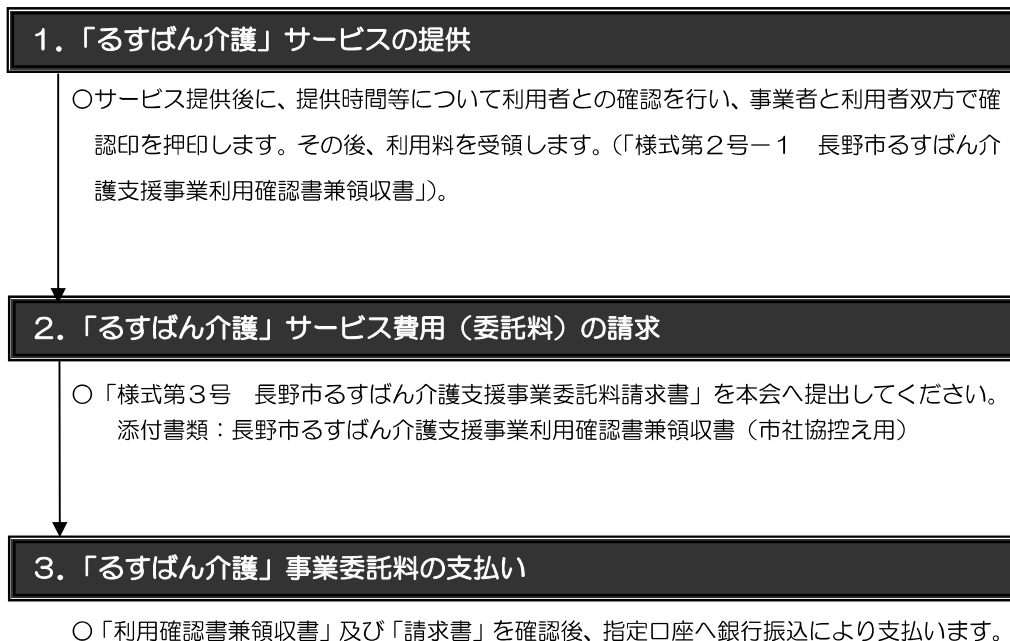 １．「るすばん介護」サービスの提供
〇サービス提供後に、提供時間等について利用者との確認を行い、事業者と利用者双方で確
認印を押印します。その後、利用料を受領します。（「様式第２号－１　長野市るすばん介
護支援事業利用確認書兼領収書」）。
２．「るすばん介護」サービス費用（委託料）の請求
〇「様式第３号　長野市るすばん介護支援事業委託料請求書」を本会へ提出してください。
添付書類：長野市るすばん介護支援事業利用確認書兼領収書（市社協控え用）
３．「るすばん介護」事業委託料の支払い
〇「利用確認書兼領収書」及び「請求書」を確認後、指定口座へ銀行振込により支払います。